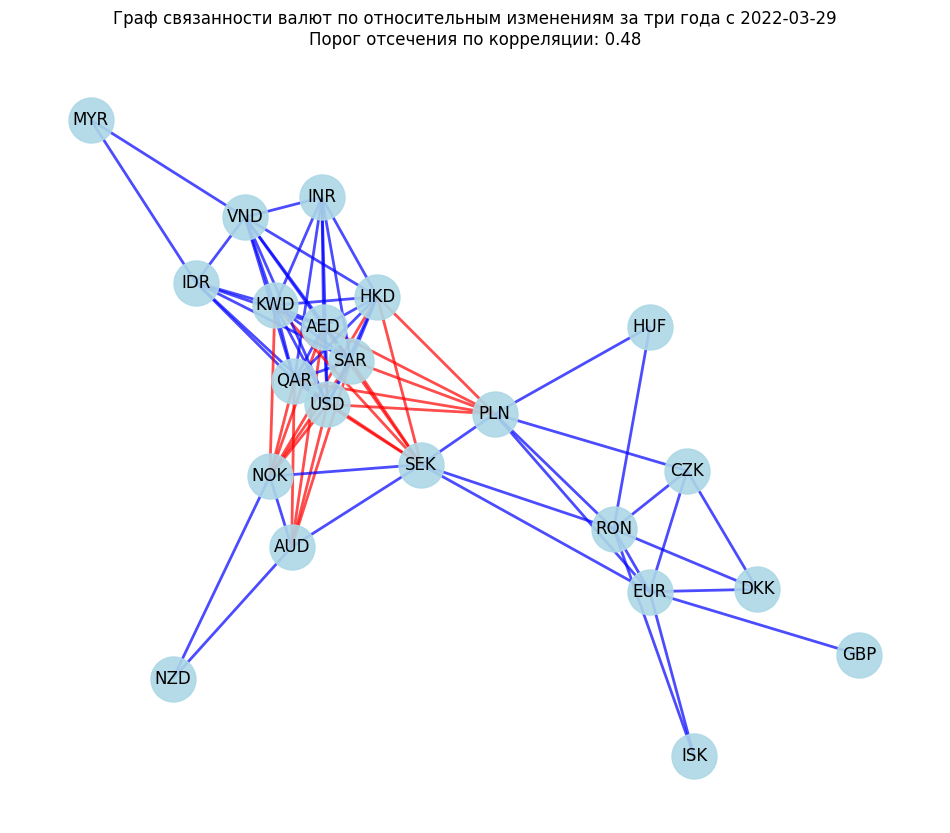 Граф связанности валют по относительным изменениям за три года с 2022-03-29
Порог отсечения по корреляции: 0.48
MYR
INR
VND
IDR
HKD
KWD
AED
HUF
SAR
QAR
USD
PLN
SEK
CZK
NOK
RON
AUD
DKK
EUR
GBP
NZD
ISK